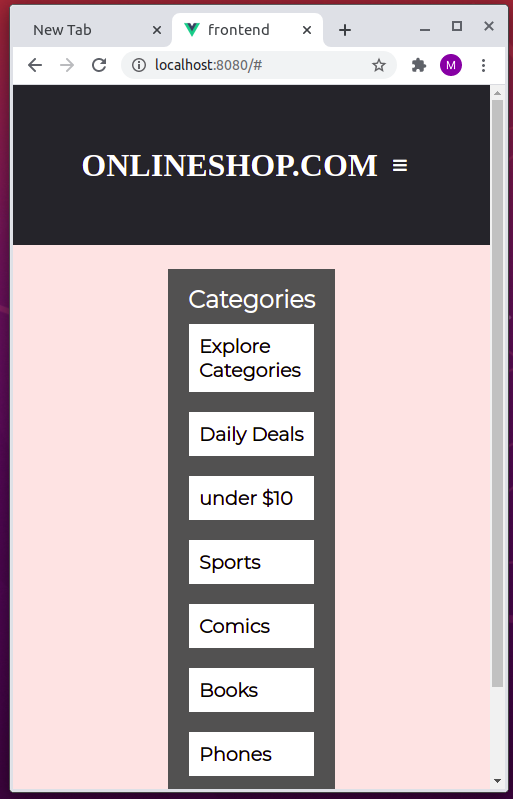 New Tab
frontend
localhost:8080/#
M
ONLINESHOP.COM
Categories
Explore
Categories
Daily Deals
under $10
Sports
Comics
Books
Phones